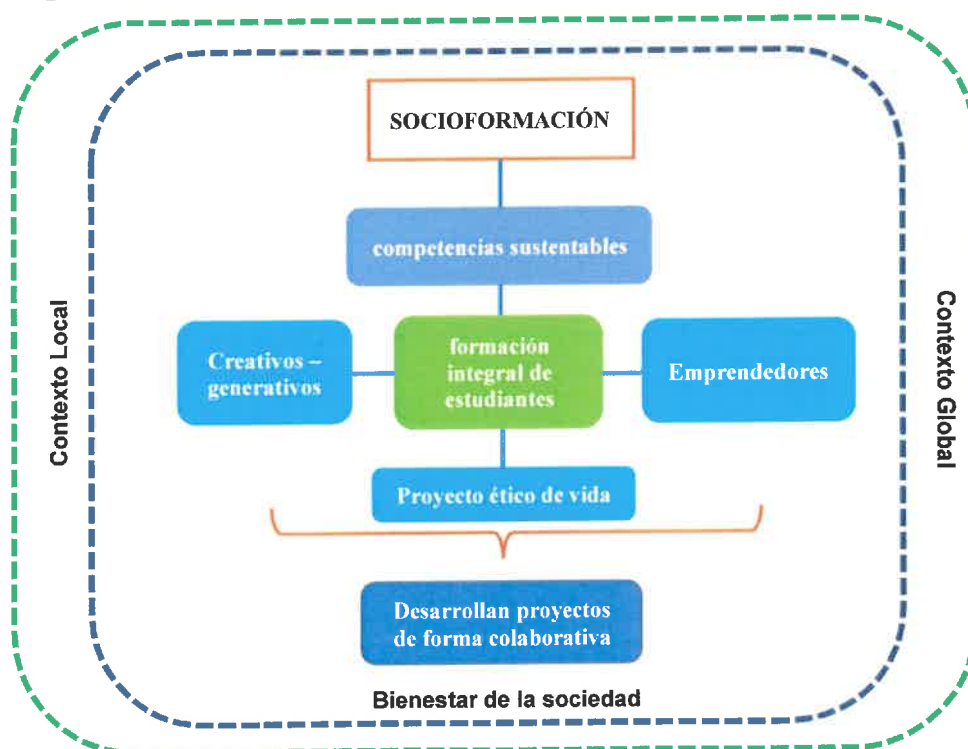 SOCIOFORMACIÓN
competencias sustentables
Creativos –
generativos
formación
integral de
estudiantes
Emprendedores
Proyecto ético de vida
Desarrollan proyectos
de forma colaborativa
Bienestar de la sociedad
Contexto Local
Contexto Global